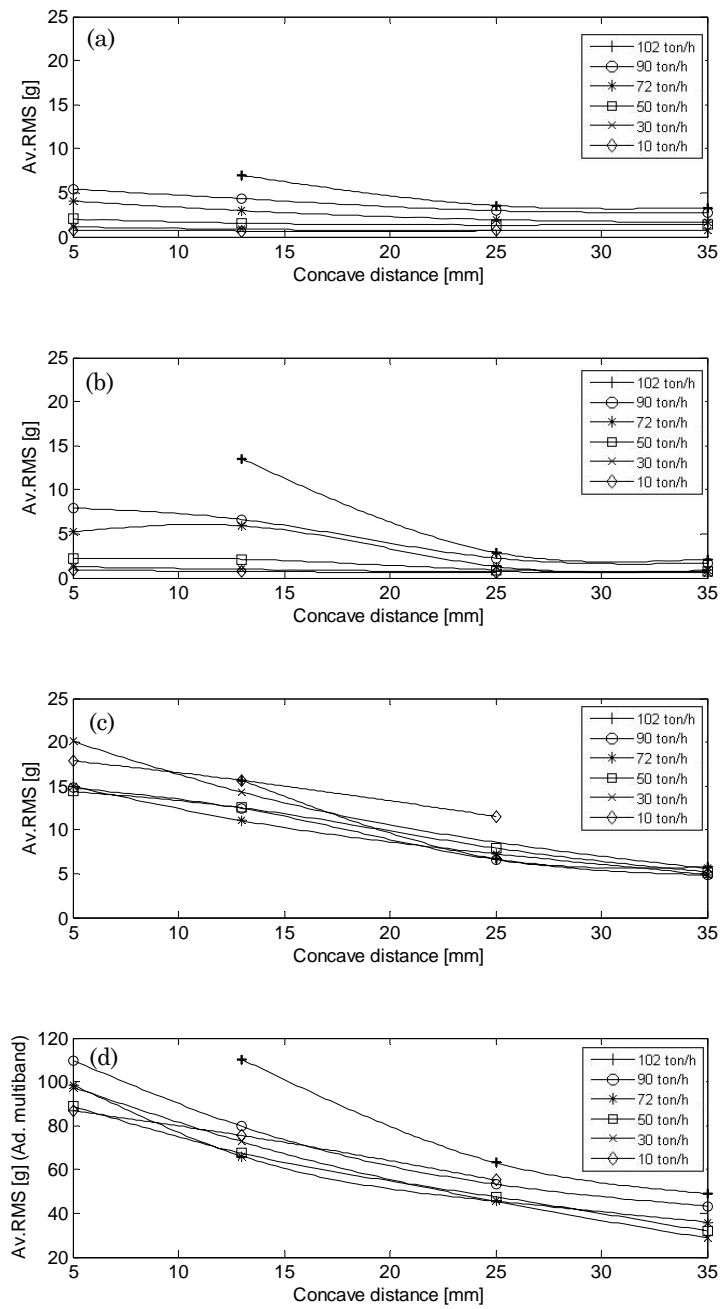 (a)
Av.RMS [g]
25
20
15
10
5
0
5 10 15 20 25 30 35
Concave distance [mm]
102 ton/h
90 ton/h
72 ton/h
50 ton/h
30 ton/h
10 ton/h
(b)
Av.RMS [g]
25
20
15
10
5
0
5 10 15 20 25 30 35
Concave distance [mm]
102 ton/h
90 ton/h
72 ton/h
50 ton/h
30 ton/h
10 ton/h
(c)
Av.RMS [g]
25
20
15
10
5
0
5 10 15 20 25 30 35
Concave distance [mm]
102 ton/h
90 ton/h
72 ton/h
50 ton/h
30 ton/h
10 ton/h
(d)
Av.RMS [g] (Ad. multiband)
120
100
80
60
40
20
5 10 15 20 25 30 35
Concave distance [mm]
102 ton/h
90 ton/h
72 ton/h
50 ton/h
30 ton/h
10 ton/h